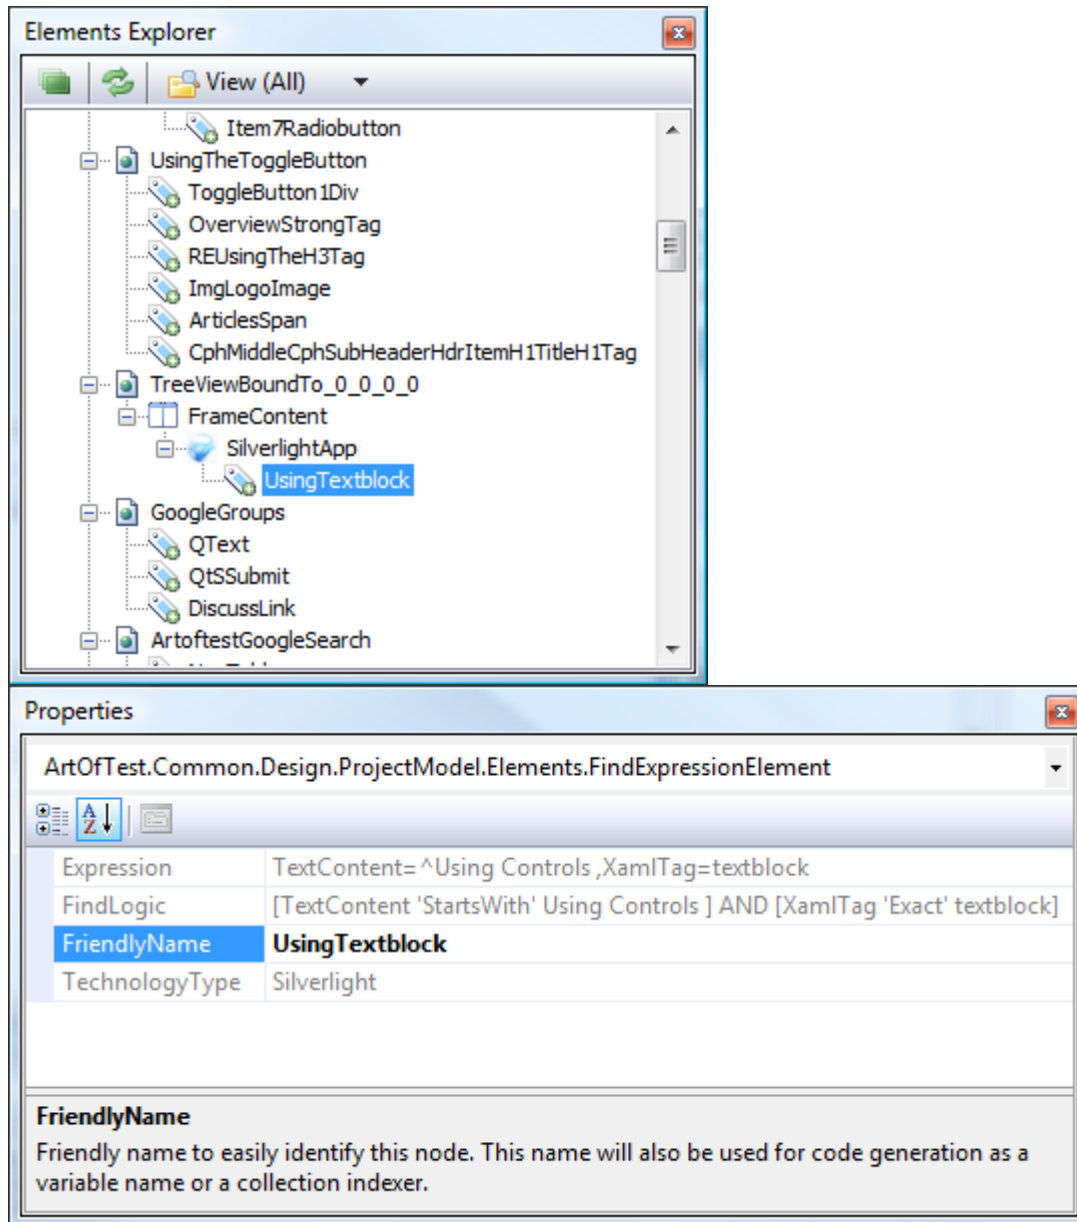 Elements Explorer
View (All)
Item7Radiobutton
UsingTheToggleButton
ToggleButton1Div
OverviewStrongTag
REUsingTheH3Tag
ImgLogoImage
ArticlesSpan
CphMiddleCphSubHeaderHdrItemH1TitleH1Tag
TreeViewBoundTo_0_0_0_0
FrameContent
SilverlightApp
UsingTextblock
GoogleGroups
QText
QtSSubmit
DiscussLink
ArtoftestGoogleSearch
Properties
ArtOfTest.Common.Design.ProjectModel.Elements.FindExpressionElement
Expression TextContent=^Using Controls ,XamlTag=textblock
FindLogic [TextContent 'StartsWith' Using Controls ] AND [XamlTag 'Exact' textblock]
FriendlyName UsingTextblock
TechnologyType Silverlight
FriendlyName
Friendly name to easily identify this node. This name will also be used for code generation as a
variable name or a collection indexer.